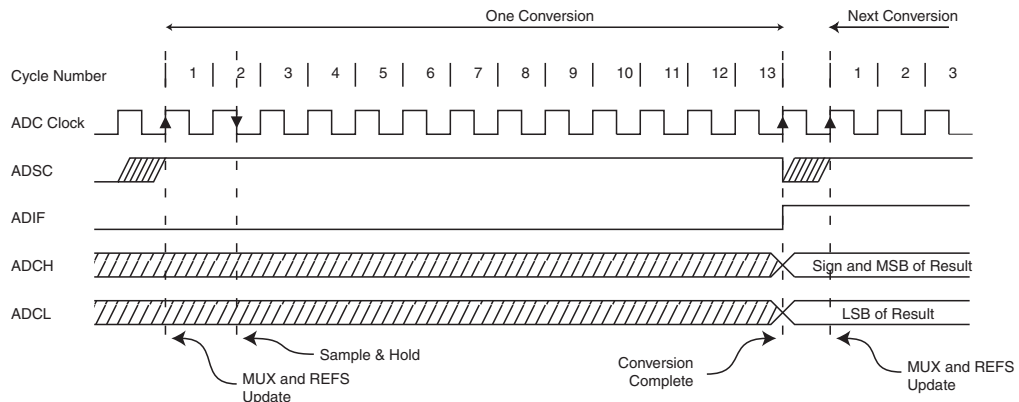 One Conversion
Next Conversion
Cycle Number 1 2 3 4 5 6 7 8 9 10 11 12 13 1 2 3
ADC Clock
ADSC
ADIF
ADCH Sign and MSB of Result
ADCL LSB of Result
Sample & Hold
MUX and REFS
Update
Conversion
Complete
MUX and REFS
Update